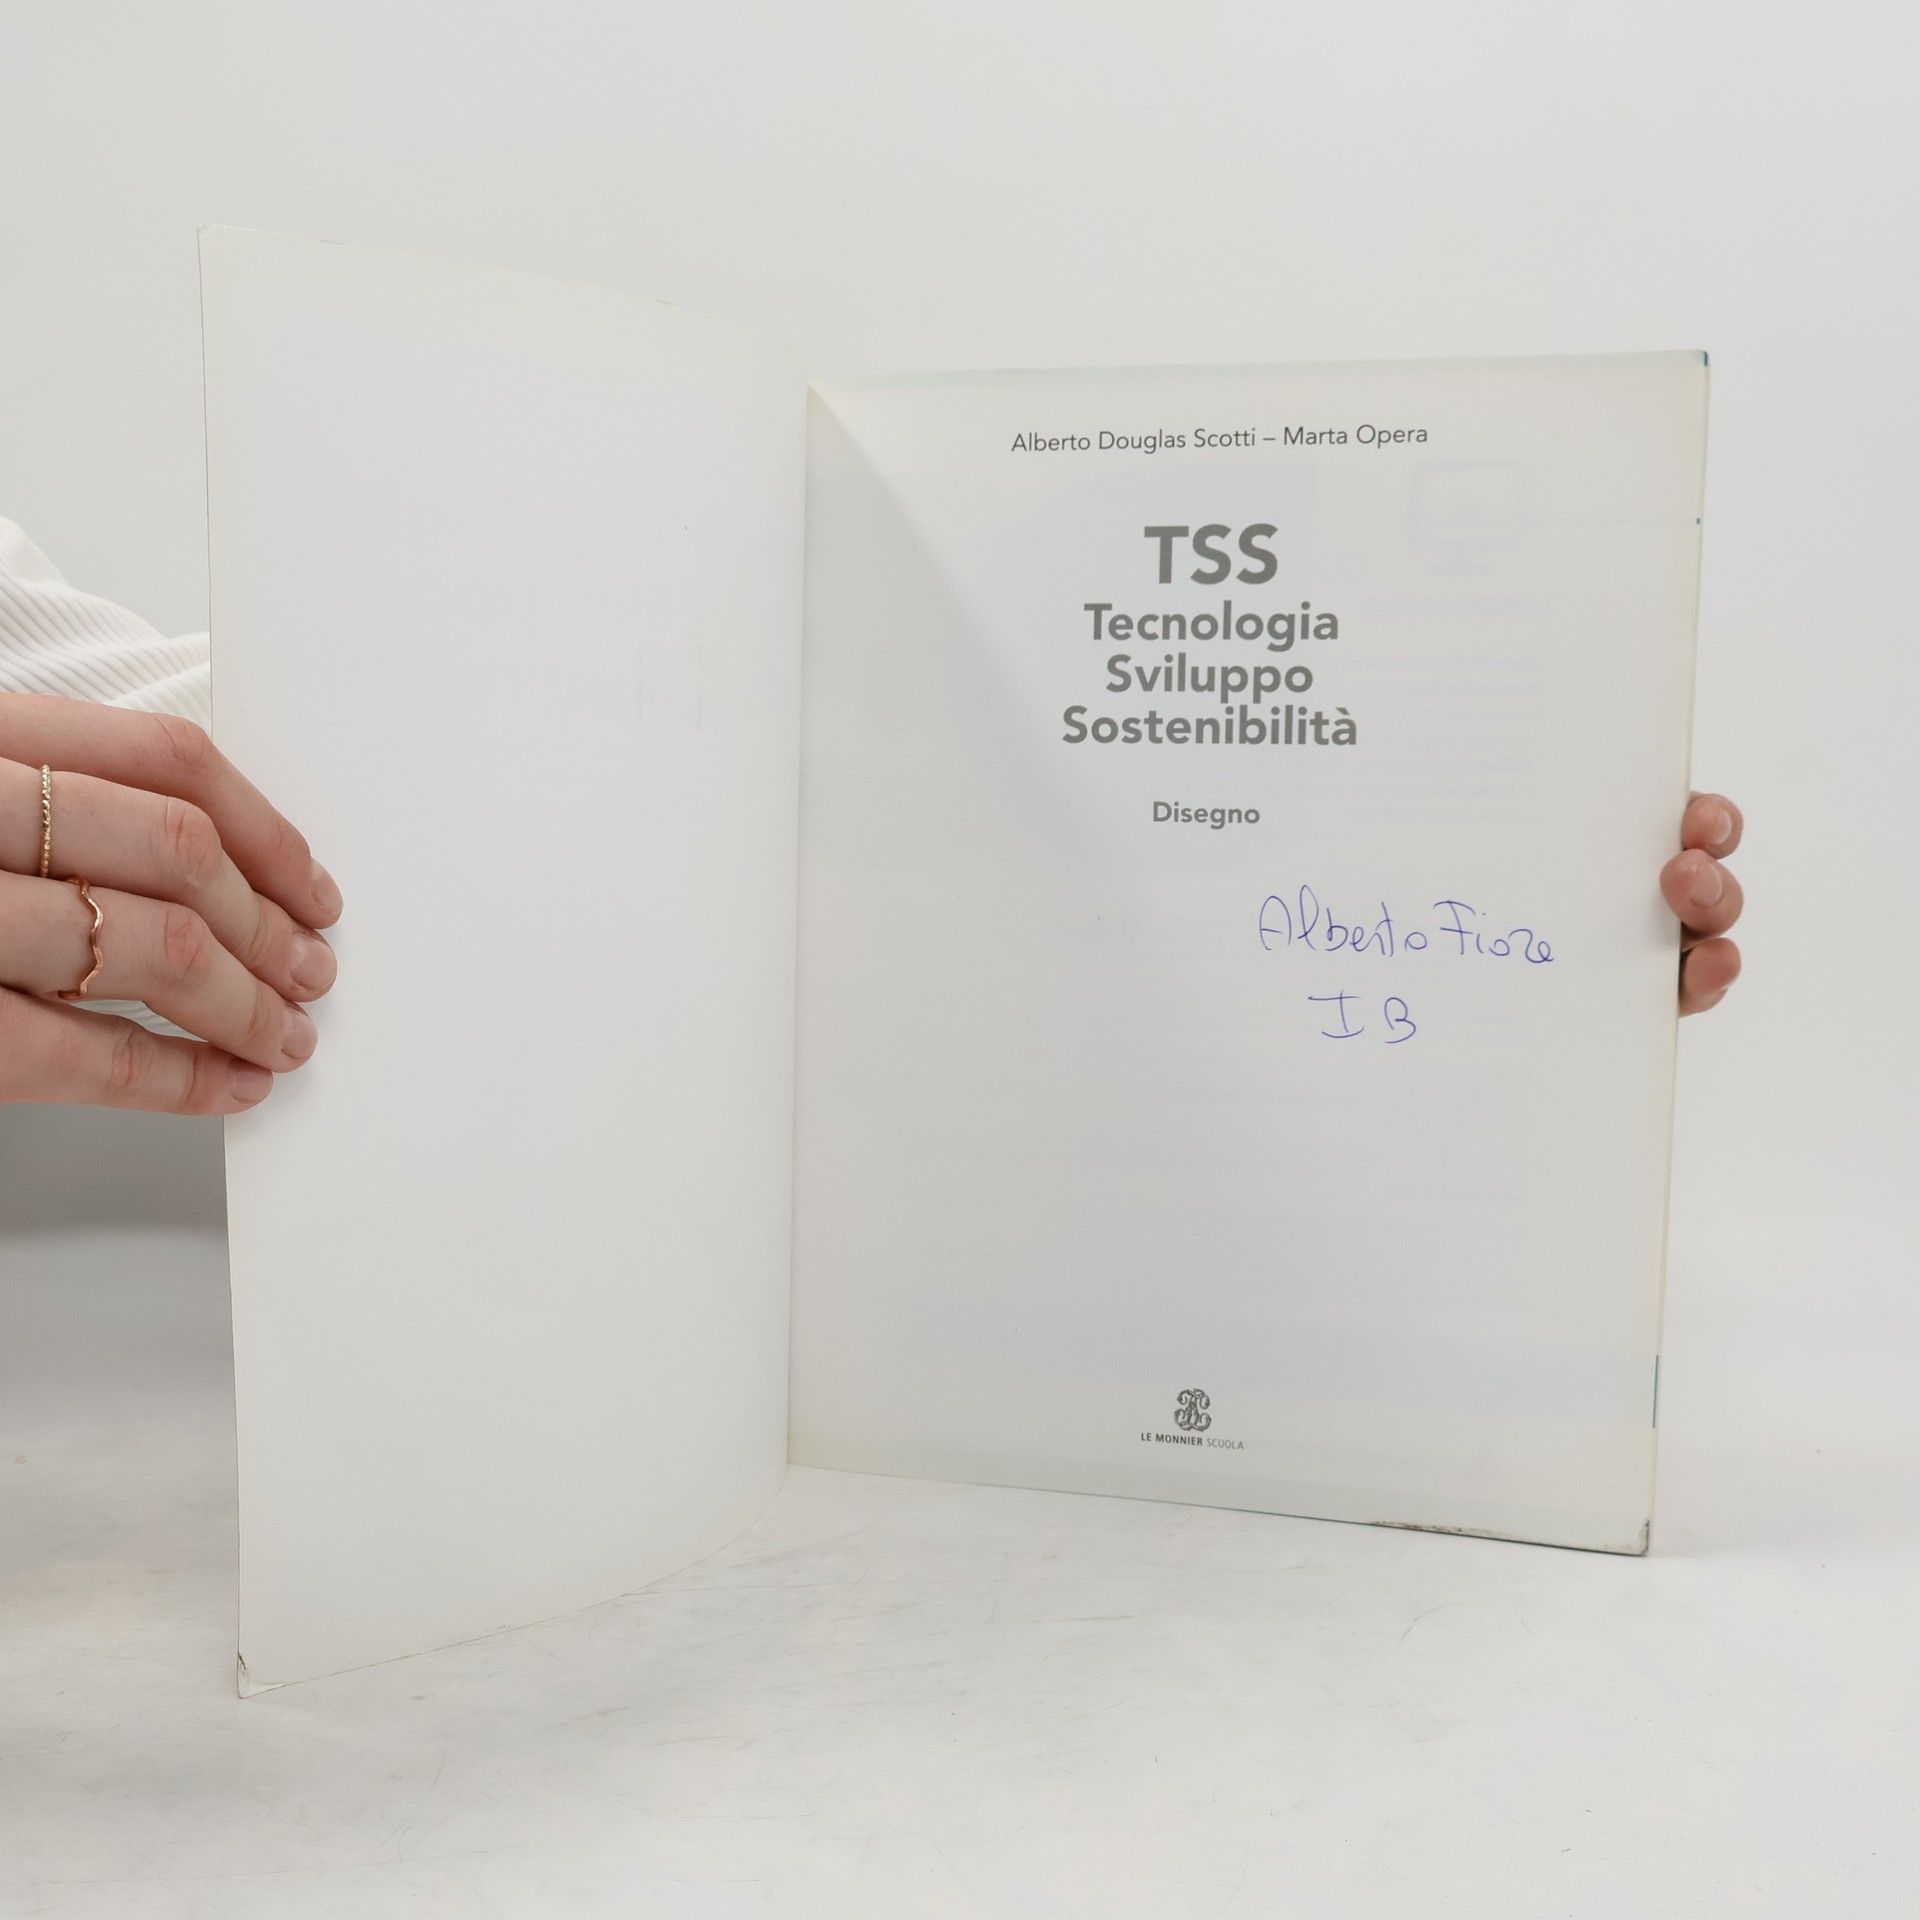 Alberto Douglas Scotti – Marta Opera
TSS
Tecnologia
Sviluppo
Sostenibilità
Disegno
Alberto Fiore
I B
LE MONNIER SCUOLA